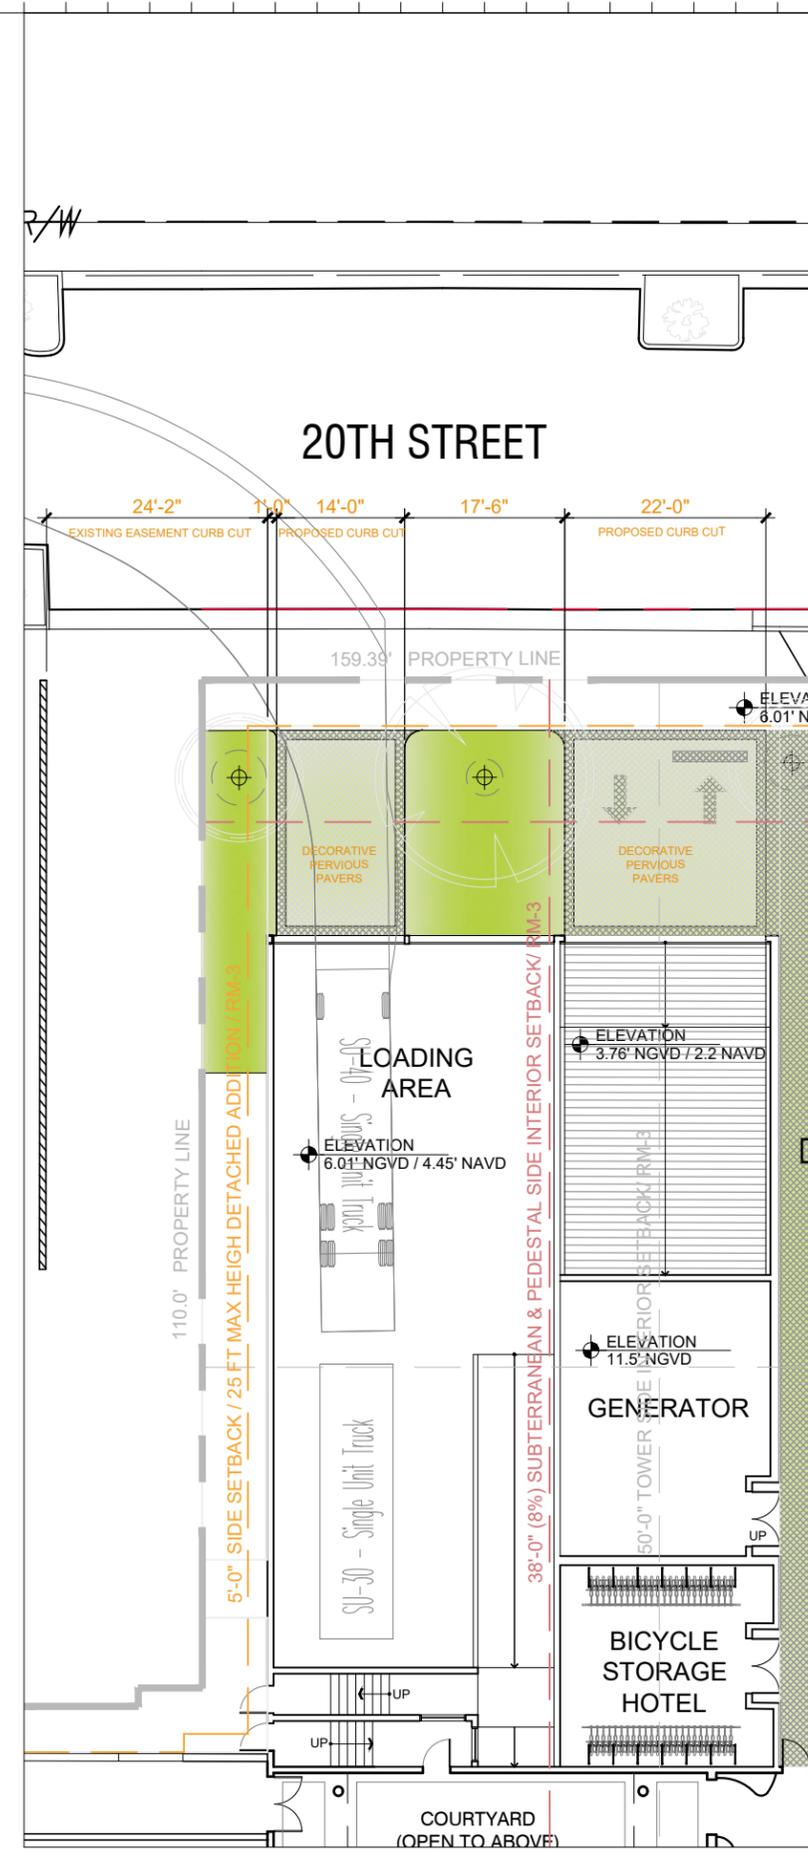 R/W
20TH STREET
24'-2"
1'-0"
14'-0"
17'-6"
22'-0"
EXISTING EASEMENT CURB CUT
PROPOSED CURB CUT
PROPOSED CURB CUT
159.39' PROPERTY LINE
ELEVA
6.01' N
DECORATIVE
PERVIOUS
PAVERS
DECORATIVE
PERVIOUS
PAVERS
110.0' PROPERTY LINE
5'-0" SIDE SETBACK / 25 FT MAX HEIGH DETACHED ADDITION / RM-3
SU-40 - Single Unit Truck
LOADING
AREA
ELEVATION
6.01' NGVD / 4.45' NAVD
38'-0" (8%) SUBTERRANEAN & PEDESTAL SIDE INTERIOR SETBACK/ RM-3
ELEVATION
3.76' NGVD / 2.2 NAVD
50'-0" TOWER SIDE INTERIOR SETBACK/ RM-3
ELEVATION
11.5' NGVD
GENERATOR
SU-30 - Single Unit Truck
UP
BICYCLE
STORAGE
HOTEL
UP
UP
COURTYARD
(OPEN TO ABOVE)